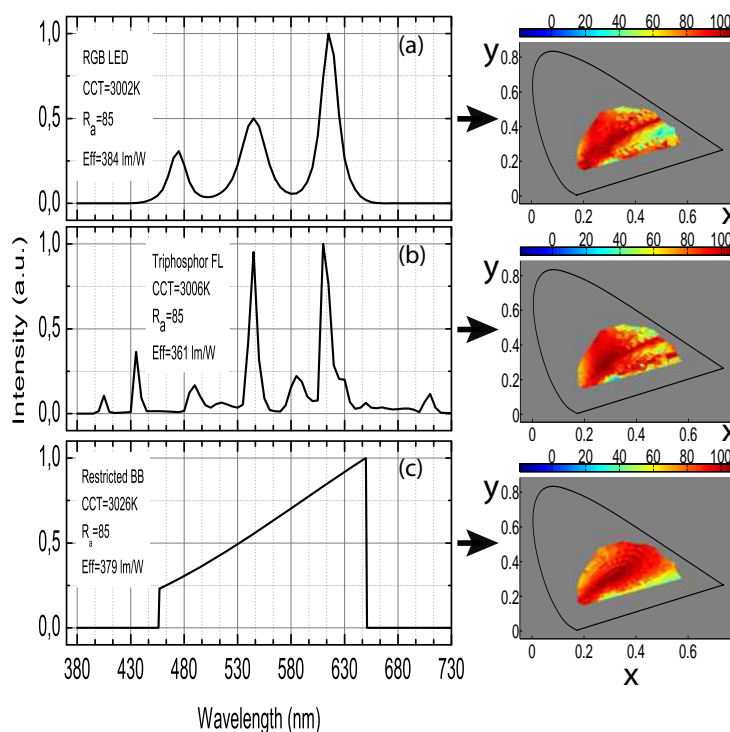 Intensity (a.u.)
1,0
0,5
0,0
RGB LED
CCT=3002K
Ra=85
Eff=384 lm/W
(a)
0 20 40 60 80 100
y
0.8
0.6
0.4
0.2
0
0 0.2 0.4 0.6
x
1,0
0,5
0,0
Triphosphor FL
CCT=3006K
Ra=85
Eff=361 lm/W
(b)
0 20 40 60 80 100
y
0.8
0.6
0.4
0.2
0
0 0.2 0.4 0.6
x
1,0
0,5
0,0
Restricted BB
CCT=3026K
Ra=85
Eff=379 lm/W
(c)
0 20 40 60 80 100
y
0.8
0.6
0.4
0.2
0
0 0.2 0.4 0.6
x
380 430 480 530 580 630 680 730
Wavelength (nm)